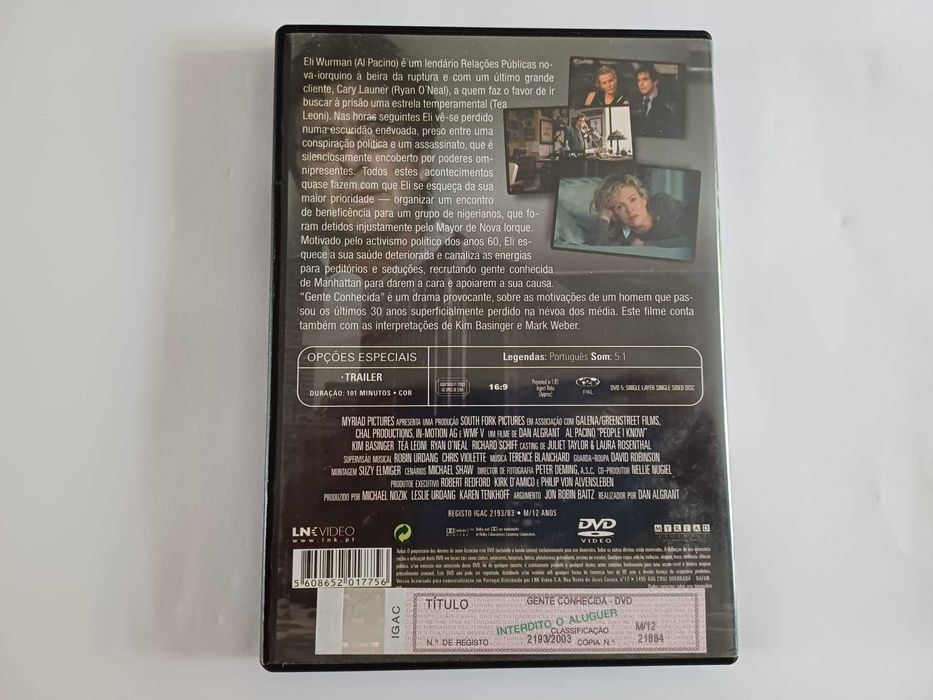 Eli Wurman (Al Pacino) é um lendário Relações Públicas no-
va-iorquino à beira da ruptura e com um último grande
cliente, Cary Launer (Ryan O'Neal), a quem faz o favor de ir
buscar à prisão uma estrela temperamental (Tea
Leoni). Nas horas seguintes Eli vê-se perdido
numa escuridão enevoada, preso entre uma
conspiração política e um assassinato, que é
silenciosamente encoberto por poderes om-
nipresentes. Todos estes acontecimentos
quase fazem com que Eli se esqueça da sua
maior prioridade — organizar um encontro
de beneficência para um grupo de nigerianos, que fo-
ram detidos injustamente pelo Mayor de Nova Iorque.
Motivado pelo activismo político dos anos 60, Eli es-
quece a sua saúde deteriorada e canaliza as energias
para peditórios e seduções, recrutando gente conhecida
de Manhattan para darem a cara e apoiarem a sua causa.
"Gente Conhecida" é um drama provocante, sobre as motivações de um homem que pas-
sou os últimos 30 anos superficialmente perdido na névoa dos média. Este filme conta
também com as interpretações de Kim Basinger e Mark Weber.
OPÇÕES ESPECIAIS
·TRAILER
DURAÇÃO: 101 MINUTOS • COR
Legendas: Português Som: 5.1
16:9
Presented in 1.85
Aspect Ratio
(Approx)
PAL
DVD 5: SINGLE LAYER SINGLE SIDED DISC
MYRIAD PICTURES APRESENTA UMA PRODUÇÃO SOUTH FORK PICTURES EM ASSOCIAÇÃO COM GALENA/GREENSTREET FILMS,
CHAL PRODUCTIONS, IN-MOTION AG E WMF V UM FILME DE DAN ALGRANT AL PACINO "PEOPLE I KNOW"
KIM BASINGER TEA LEONI RYAN O'NEAL RICHARD SCHIFF CASTING DE JULIET TAYLOR & LAURA ROSENTHAL
SUPERVISÃO MUSICAL ROBIN URDANG CHRIS VIOLETTE MÚSICA TERENCE BLANCHARD GUARDA-ROUPA DAVID ROBINSON
MONTAGEM SUZY ELMIGER CENÁRIOS MICHAEL SHAW DIRECTOR DE FOTOGRAFIA PETER DEMING, A.S.C. CO-PRODUTOR NELLIE NUGIEL
PRODUTOR EXECUTIVO ROBERT REDFORD KIRK D'AMICO E PHILIP VON ALVENSLEBEN
PRODUZIDO POR MICHAEL NOZIK LESLIE URDANG KAREN TENKHOFF ARGUMENTO JON ROBIN BAITZ REALIZADOR POR DAN ALGRANT
REGISTO IGAC 2193/03 • M/12 ANOS
LNK VIDEO
www.lnk.pt
DVD
VIDEO
MYRIAD
5 608652 017756
IGAC
TÍTULO
GENTE CONHECIDA - DVD
INTERDITO O ALUGUER
CLASSIFICAÇÃO M/12
N.º DE REGISTO 2193/2003 CÓPIA N.º 21884